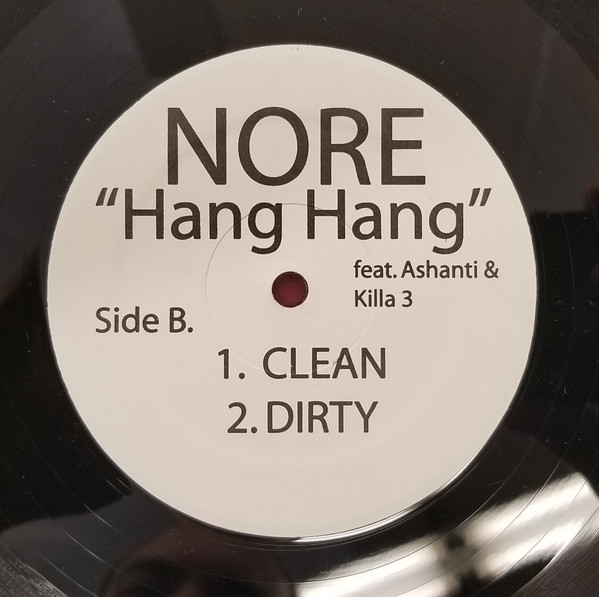 NORE
“Hang Hang”
feat. Ashanti &
Killa 3
Side B.
1. CLEAN
2. DIRTY